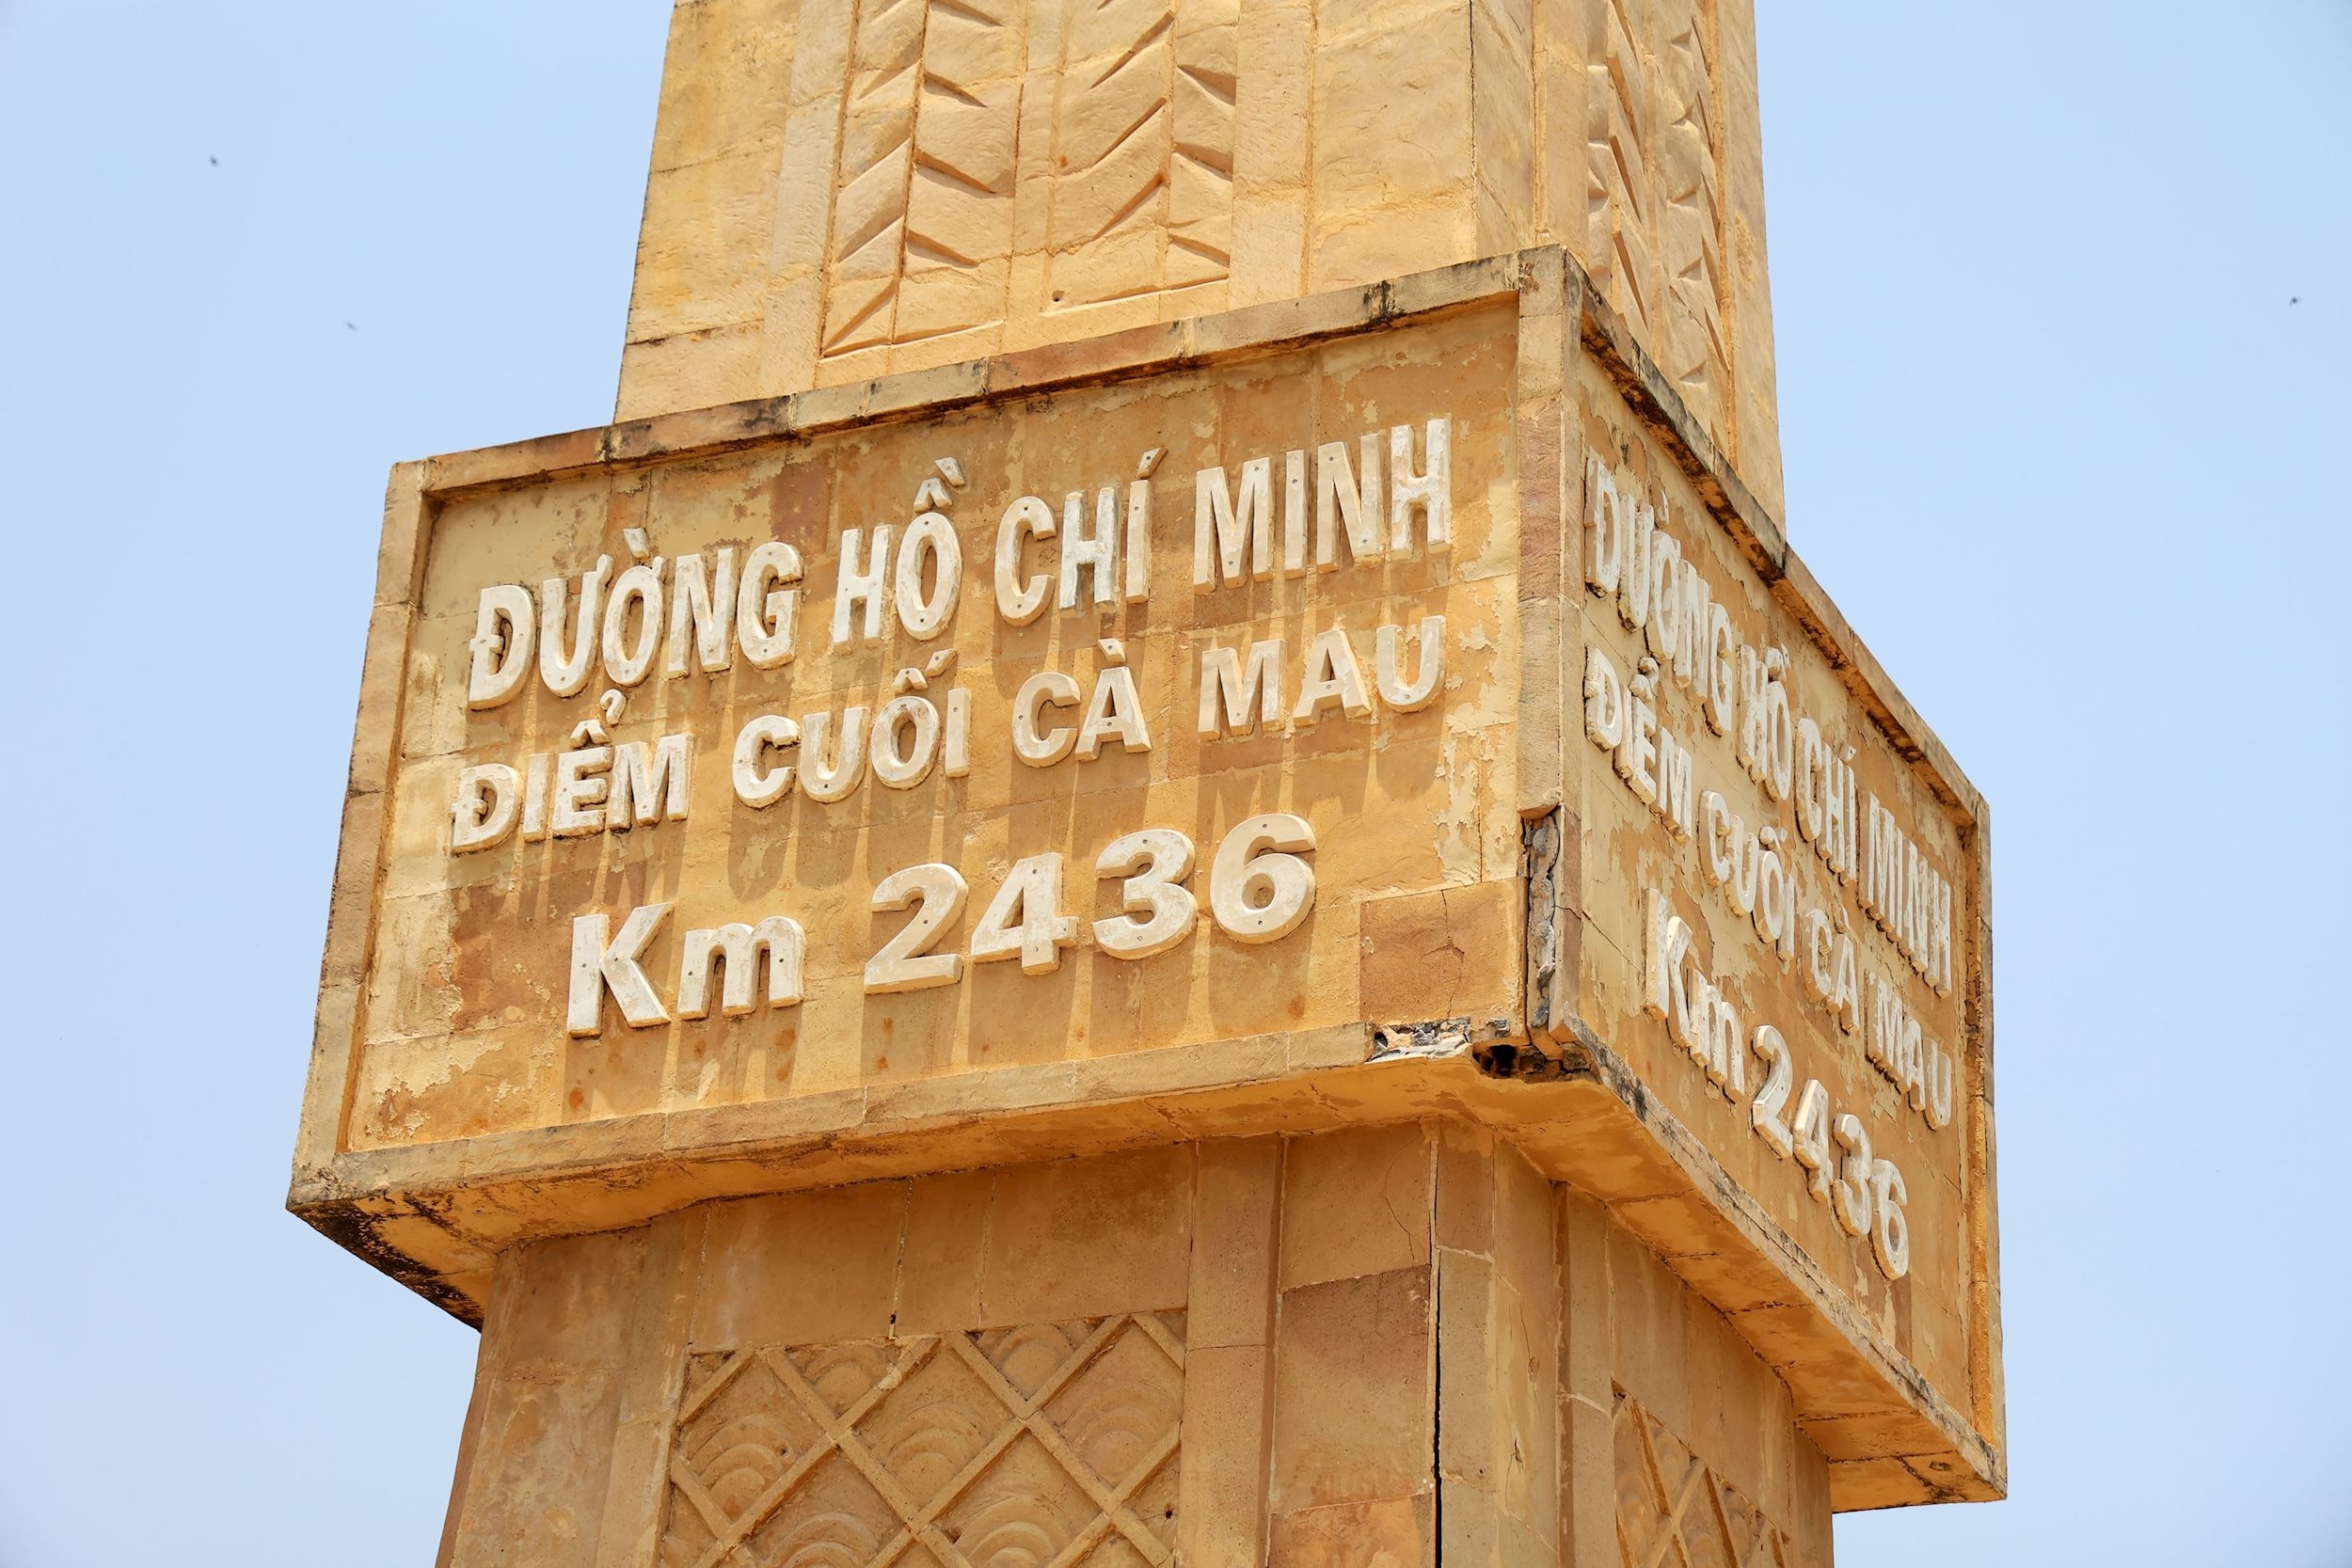 ĐƯỜNG HỒ CHÍ MINH
ĐIỂM CUỐI CÀ MAU
Km 2436
ĐƯỜNG HỒ CHÍ MINH
ĐIỂM CUỐI CÀ MAU
Km 2436